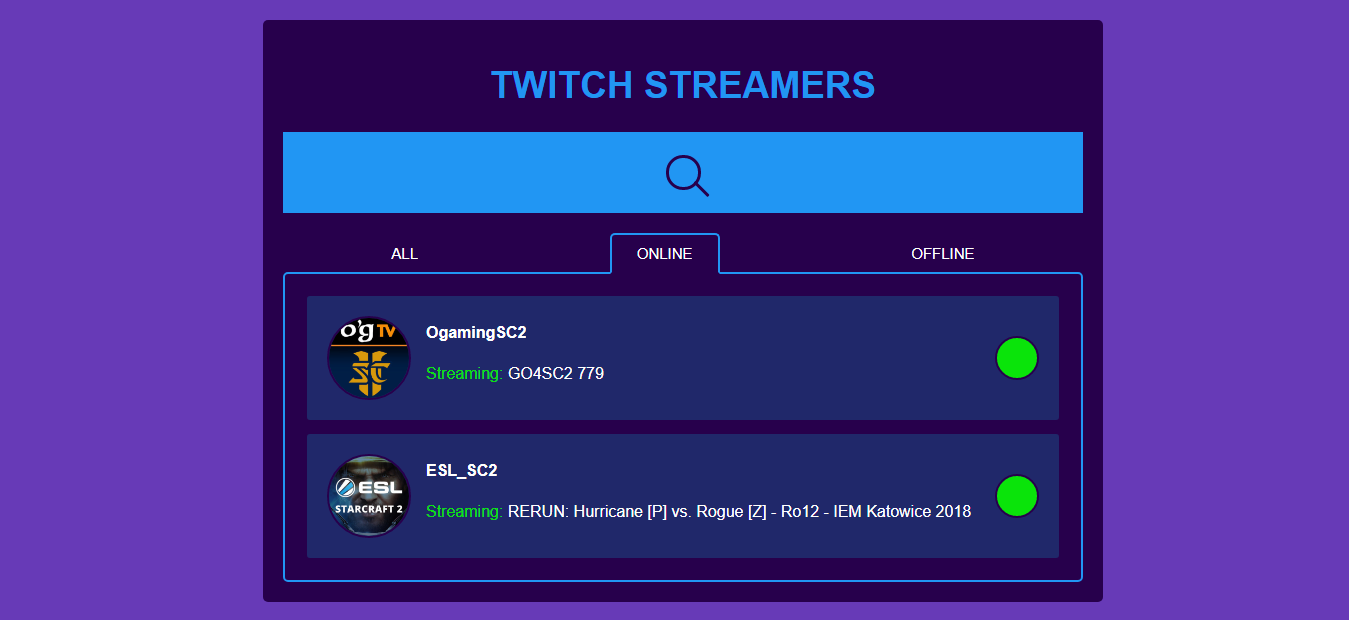 TWITCH STREAMERS
ALL
ONLINE
OFFLINE
o'g TV
SC
OgamingSC2
Streaming: GO4SC2 779
ESL
STARCRAFT 2
ESL_SC2
Streaming: RERUN: Hurricane [P] vs. Rogue [Z] - Ro12 - IEM Katowice 2018